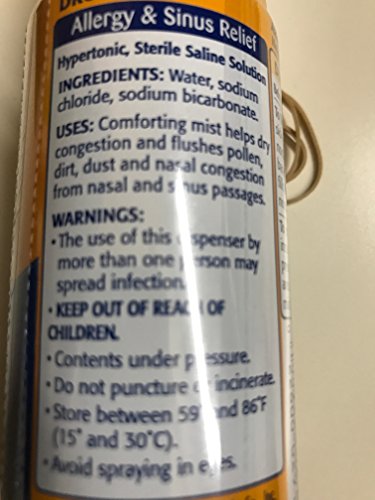 Allergy & Sinus Relief
Hypertonic, Sterile Saline Solution
INGREDIENTS: Water, sodium
chloride, sodium bicarbonate.
USES: Comforting mist helps dry
congestion and flushes pollen,
dirt, dust and nasal congestion
from nasal and sinus passages.
WARNINGS:
• The use of this dispenser by
more than one person may
spread infection.
• KEEP OUT OF REACH OF
CHILDREN.
• Contents under pressure.
• Do not puncture or incinerate.
• Store between 59° and 86°F
(15° and 30°C).
• Avoid spraying in eyes.